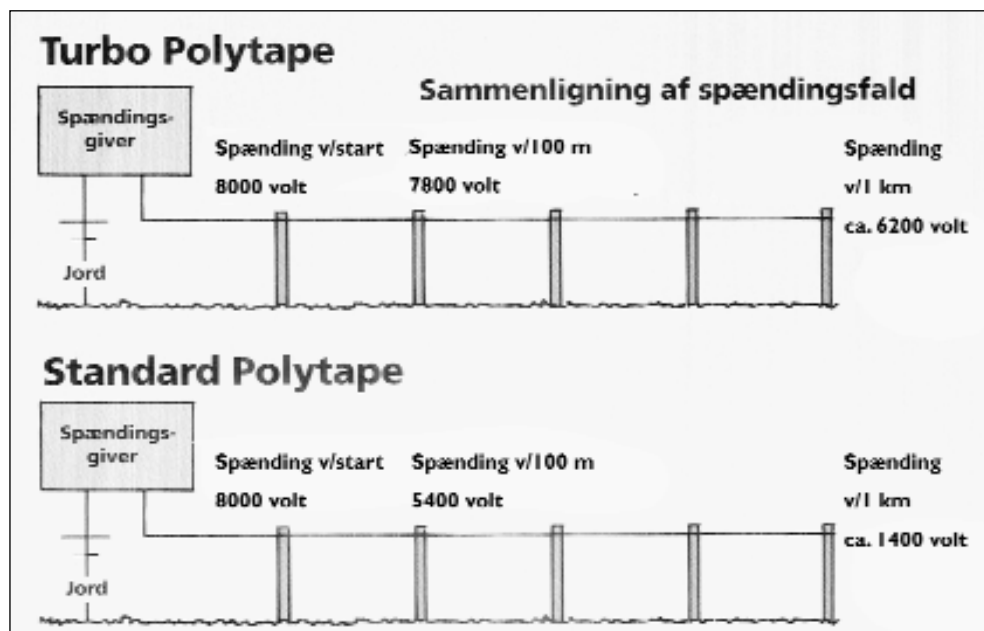 Turbo Polytape
Sammenligning af spændingsfald
Spændings-
giver
Spænding v/start
8000 volt
Spænding v/100 m
7800 volt
Spænding
v/1 km
ca. 6200 volt
Jord
Standard Polytape
Spændings-
giver
Spænding v/start
8000 volt
Spænding v/100 m
5400 volt
Spænding
v/1 km
ca. 1400 volt
Jord